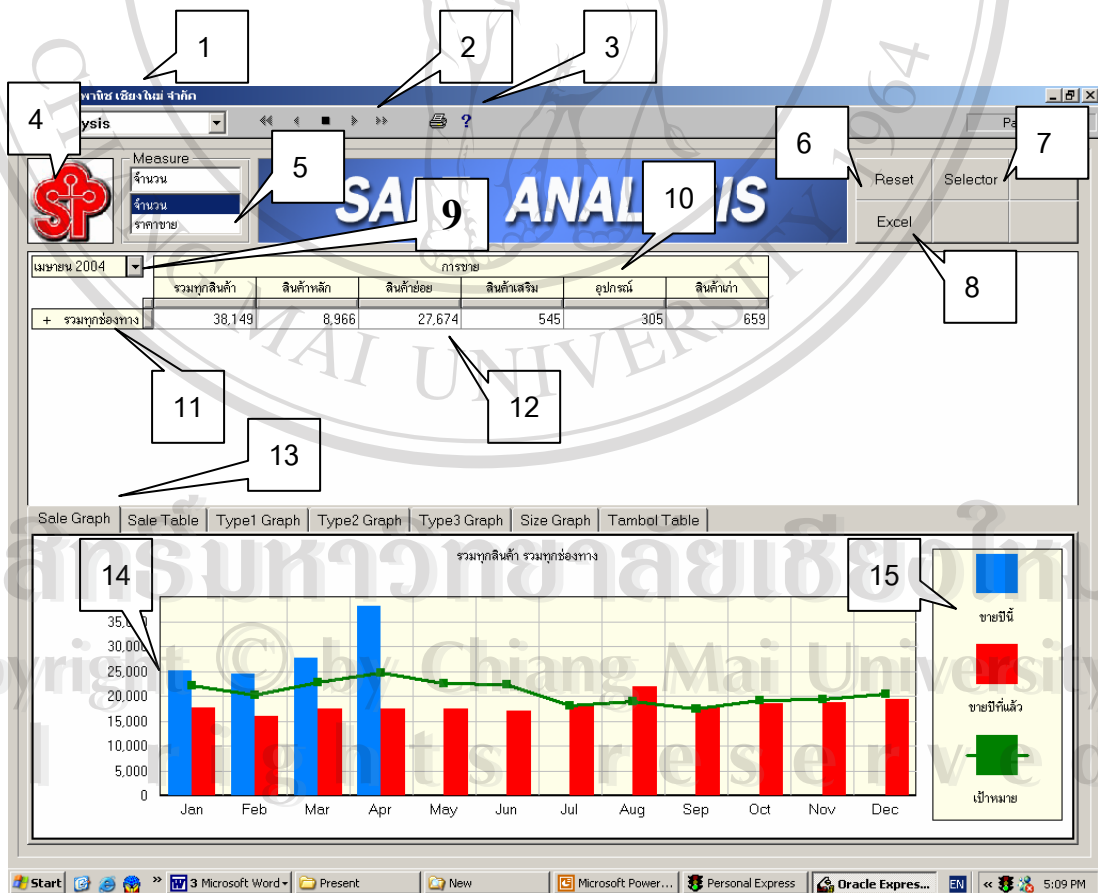 1
2
3
พานิช เชียงใหม่ จำกัด
4
ysis
?
Pa
SP
Measure
จำนวน
จำนวน
ราคาขาย
5
9
10
6
7
Reset
Selector
Excel
8
เมษายน 2004
การขาย
รวมทุกสินค้า
สินค้าหลัก
สินค้าย่อย
สินค้าเสริม
อุปกรณ์
สินค้าเก่า
+ รวมทุกช่องทาง
38,149
8,966
27,674
545
305
659
11
12
13
Sale Graph
Sale Table
Type1 Graph
Type2 Graph
Type3 Graph
Size Graph
Tambol Table
รวมทุกสินค้า รวมทุกช่องทาง
14
15
35,000
30,000
25,000
20,000
15,000
10,000
5,000
0
Jan
Feb
Mar
Apr
May
Jun
Jul
Aug
Sep
Oct
Nov
Dec
ขายปีนี้
ขายปีที่แล้ว
เป้าหมาย
CHIANG MAI UNIVERSITY 1964
Copyright © by Chiang Mai University
All rights reserved
Start
3 Microsoft Word
Present
New
Microsoft Power...
Personal Express
Oracle Expres...
EN
5:09 PM